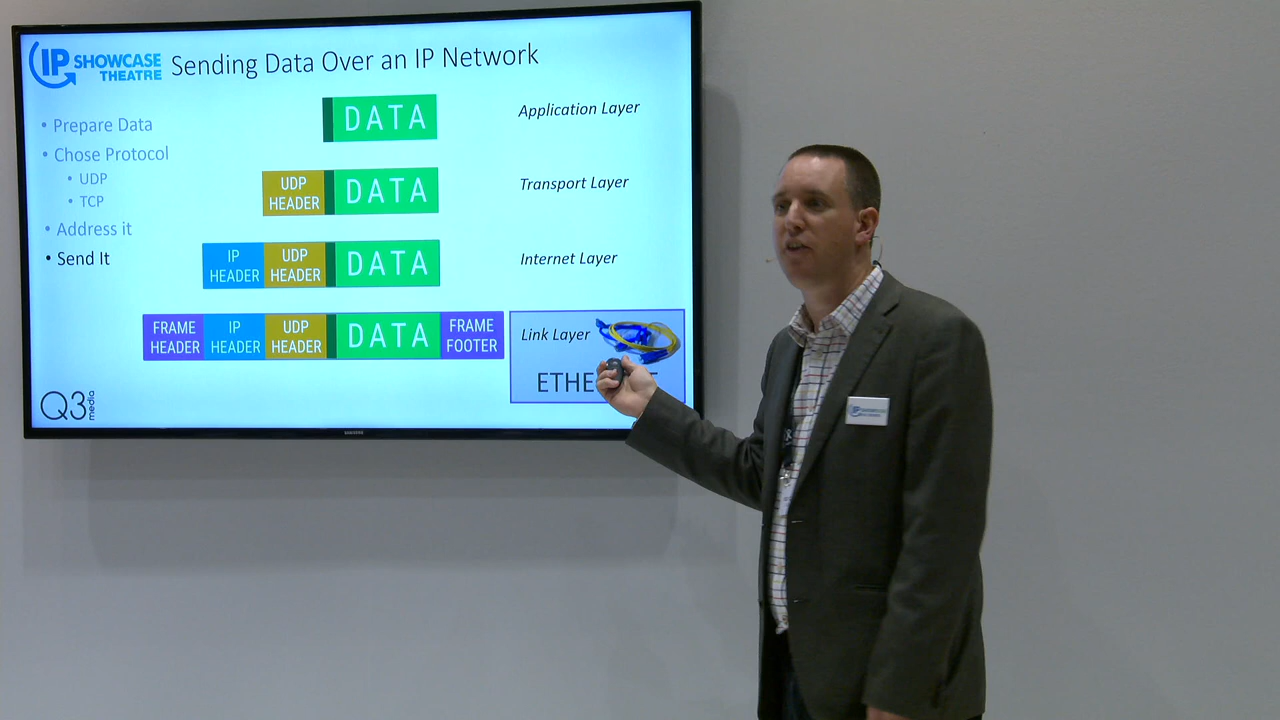 IP SHOWCASE THEATRE
Sending Data Over an IP Network
• Prepare Data
• Chose Protocol
• UDP
• TCP
• Address it
• Send It
DATA
Application Layer
UDP HEADER
DATA
Transport Layer
IP HEADER
UDP HEADER
DATA
Internet Layer
FRAME HEADER
IP HEADER
UDP HEADER
DATA
FRAME FOOTER
Link Layer
Q3 media
SAMSUNG
IP